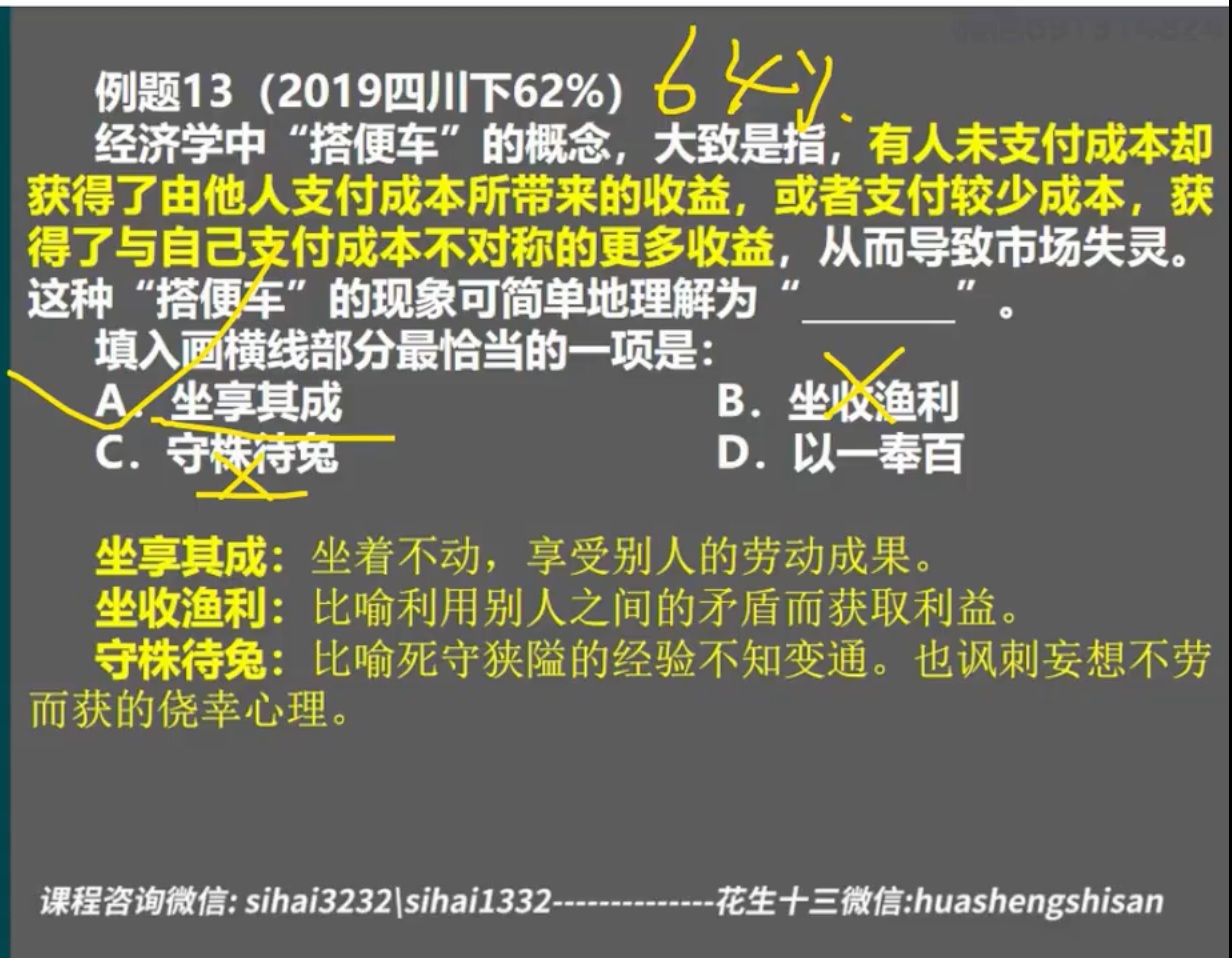 例题13（2019四川下62%）
经济学中“搭便车”的概念，大致是指，有人未支付成本却
获得了由他人支付成本所带来的收益，或者支付较少成本，获
得了与自己支付成本不对称的更多收益，从而导致市场失灵。
这种“搭便车”的现象可简单地理解为“______”。
填入画横线部分最恰当的一项是：
A．坐享其成 B．坐收渔利
C．守株待兔 D．以一奉百
坐享其成：坐着不动，享受别人的劳动成果。
坐收渔利：比喻利用别人之间的矛盾而获取利益。
守株待兔：比喻死守狭隘的经验不知变通。也讽刺妄想不劳
而获的侥幸心理。
课程咨询微信: sihai3232\sihai1332--------------花生十三微信:huashengshisan